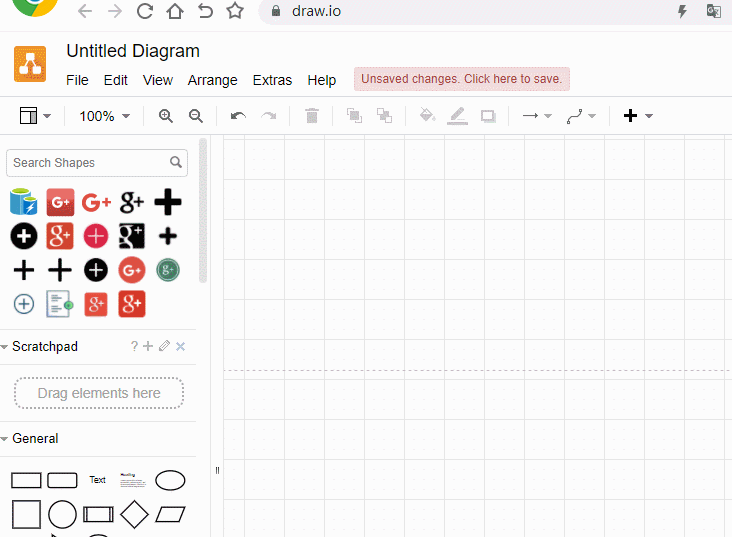 draw.io
Untitled Diagram
File Edit View Arrange Extras Help Unsaved changes. Click here to save.
100%
Search Shapes
G+ G+ g+
g+ g+
G+ g+
g+ g+
Scratchpad ?
Drag elements here
General
Text Heading